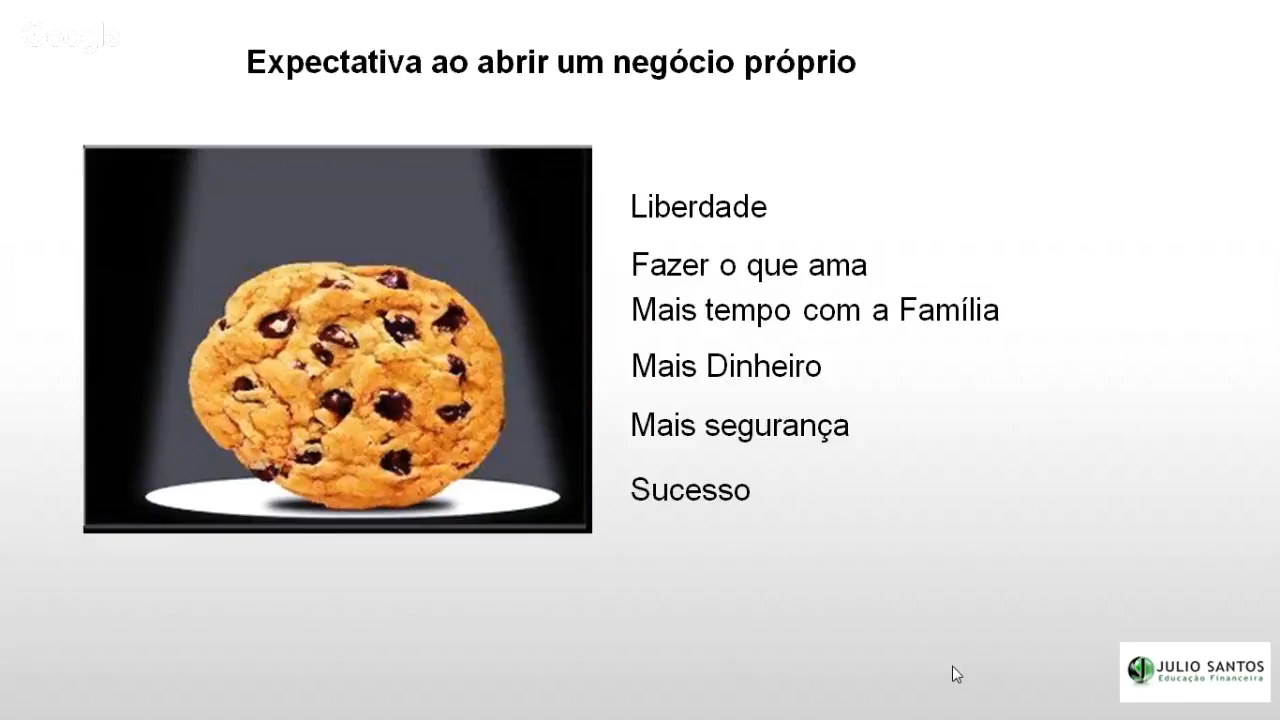 Google
Expectativa ao abrir um negócio próprio
Liberdade
Fazer o que ama
Mais tempo com a Família
Mais Dinheiro
Mais segurança
Sucesso
JULIO SANTOS
Educação Financeira